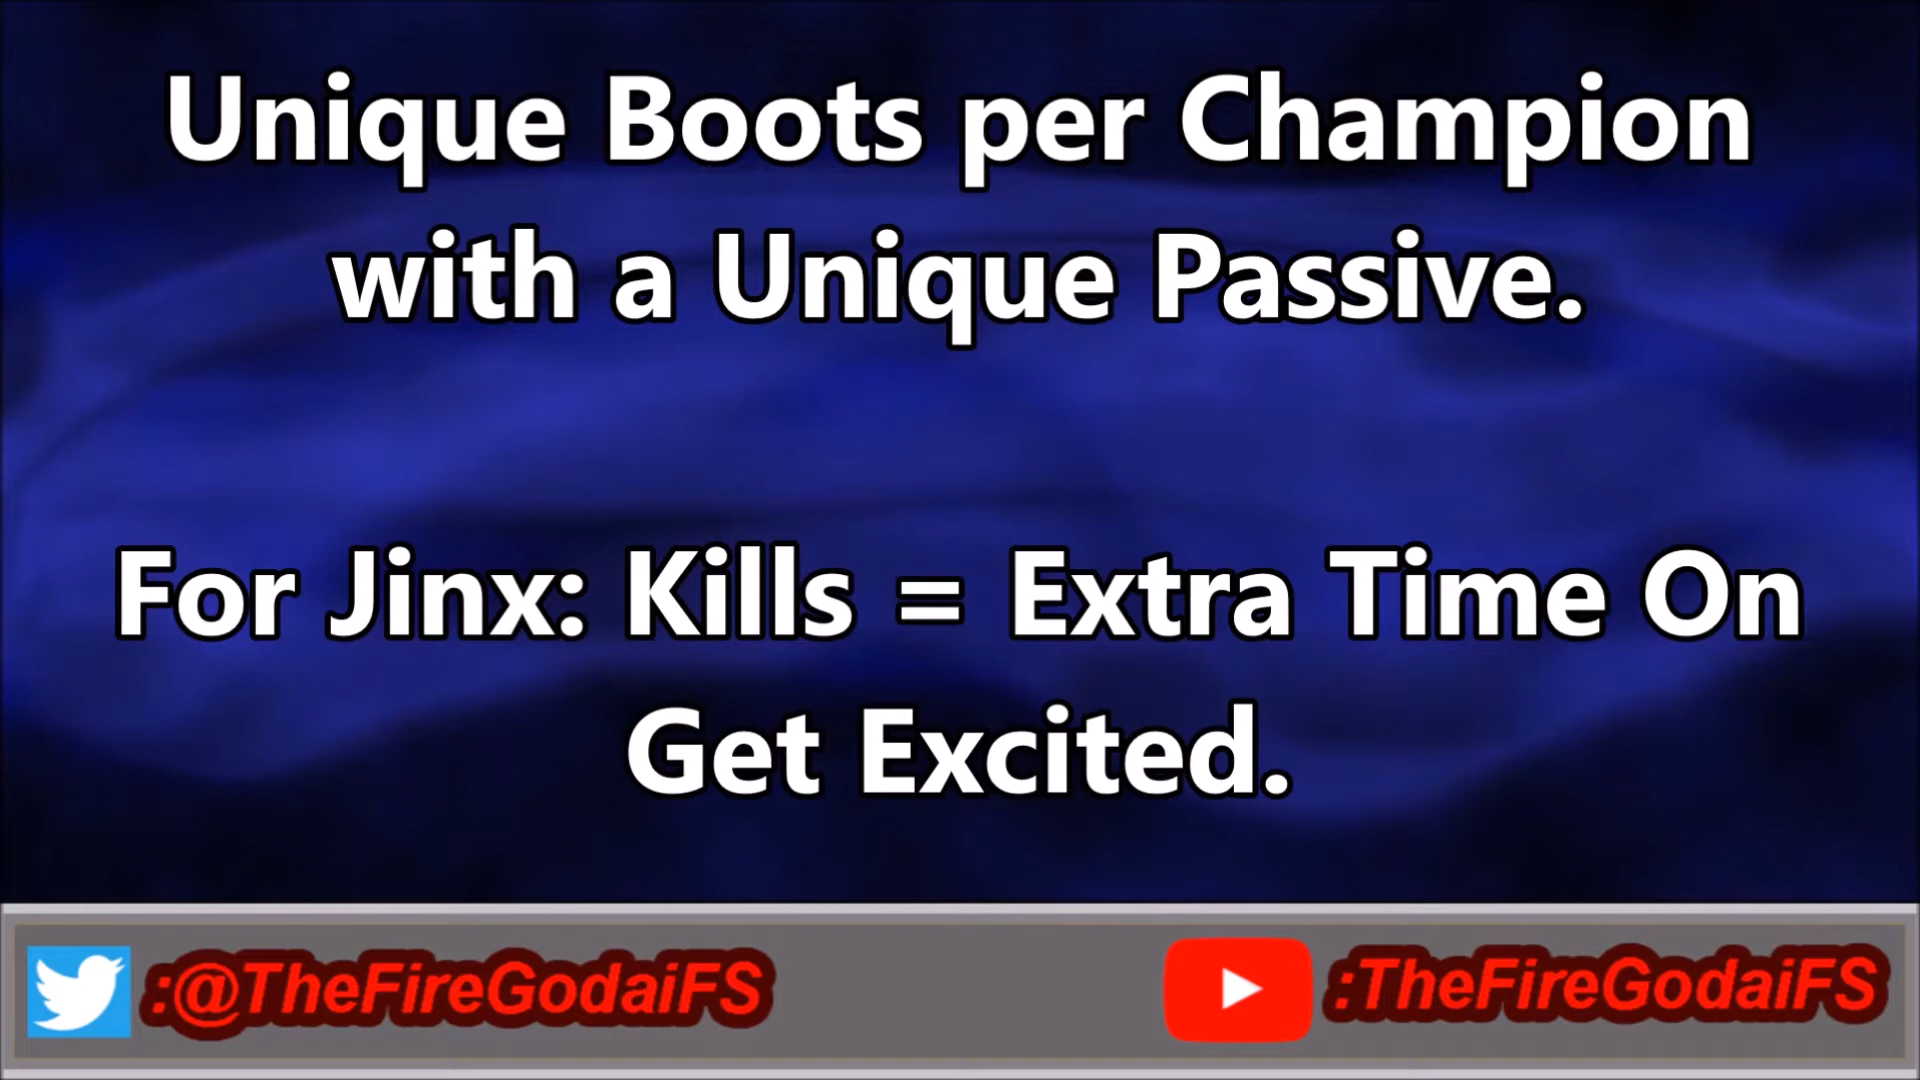 Unique Boots per Champion
with a Unique Passive.
For Jinx: Kills = Extra Time On
Get Excited.
:@TheFireGodaiFS
:TheFireGodaiFS